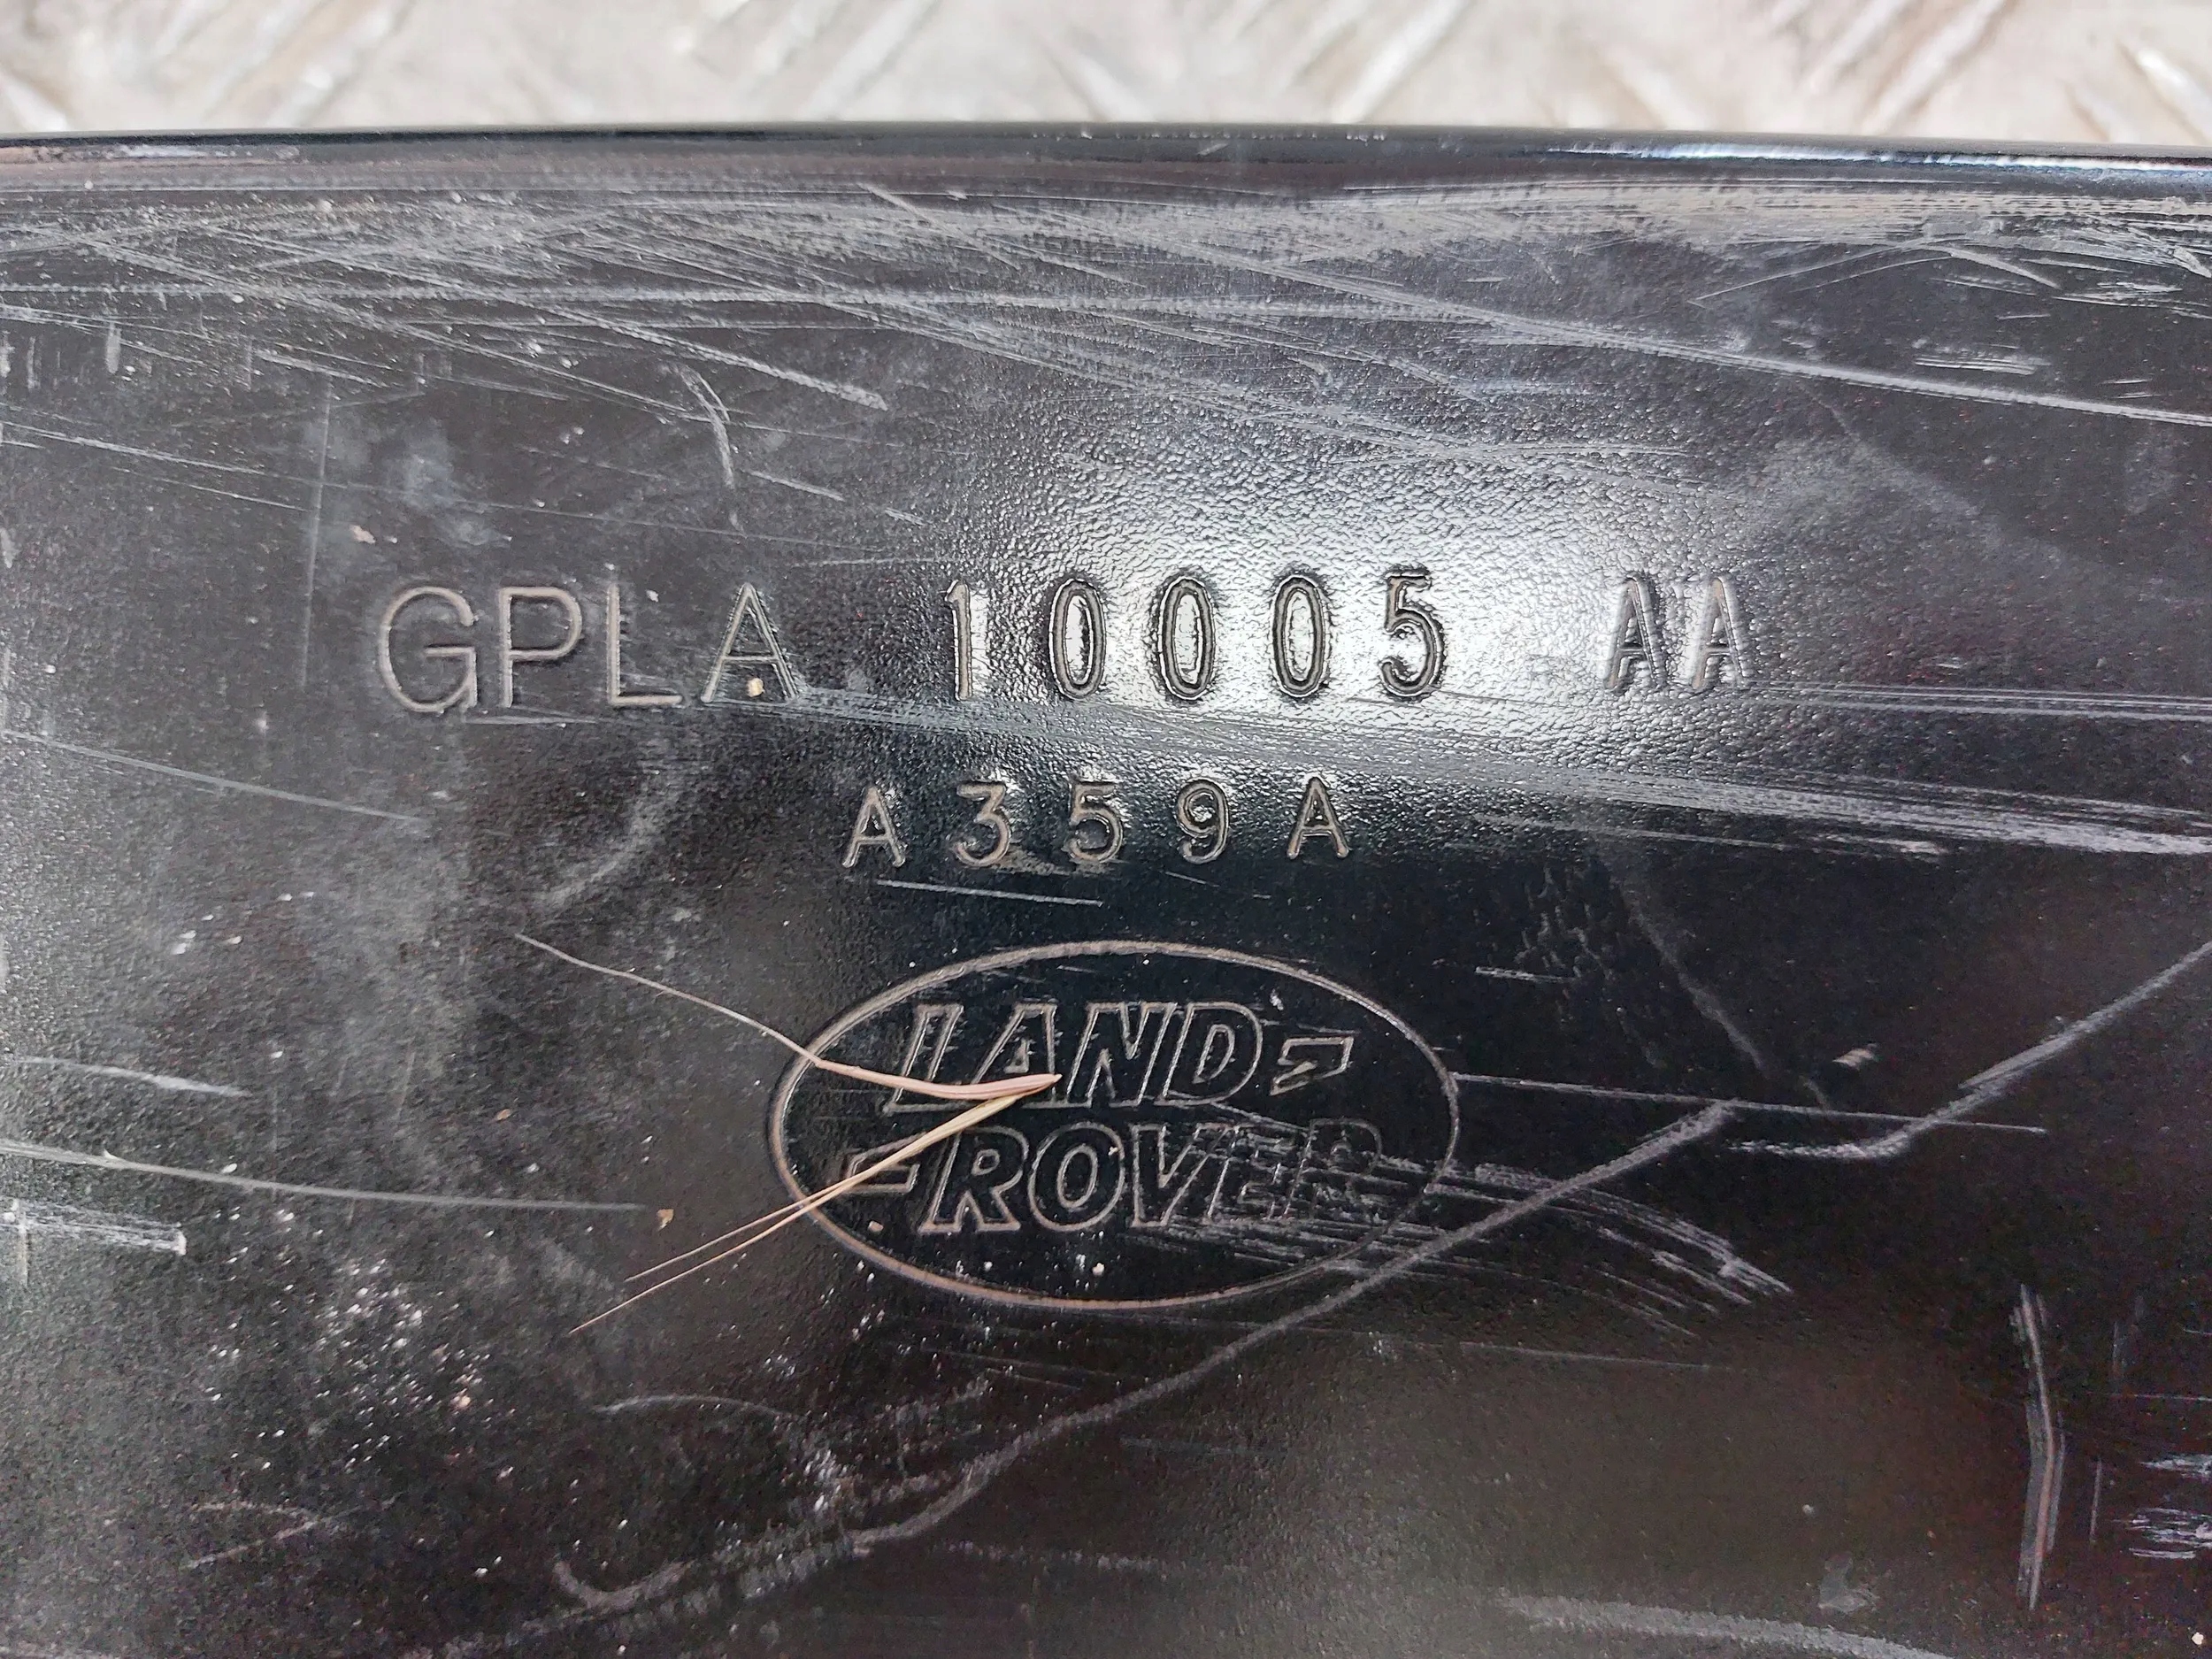 GPLA 10005 AA
A359A
LAND
ROVER